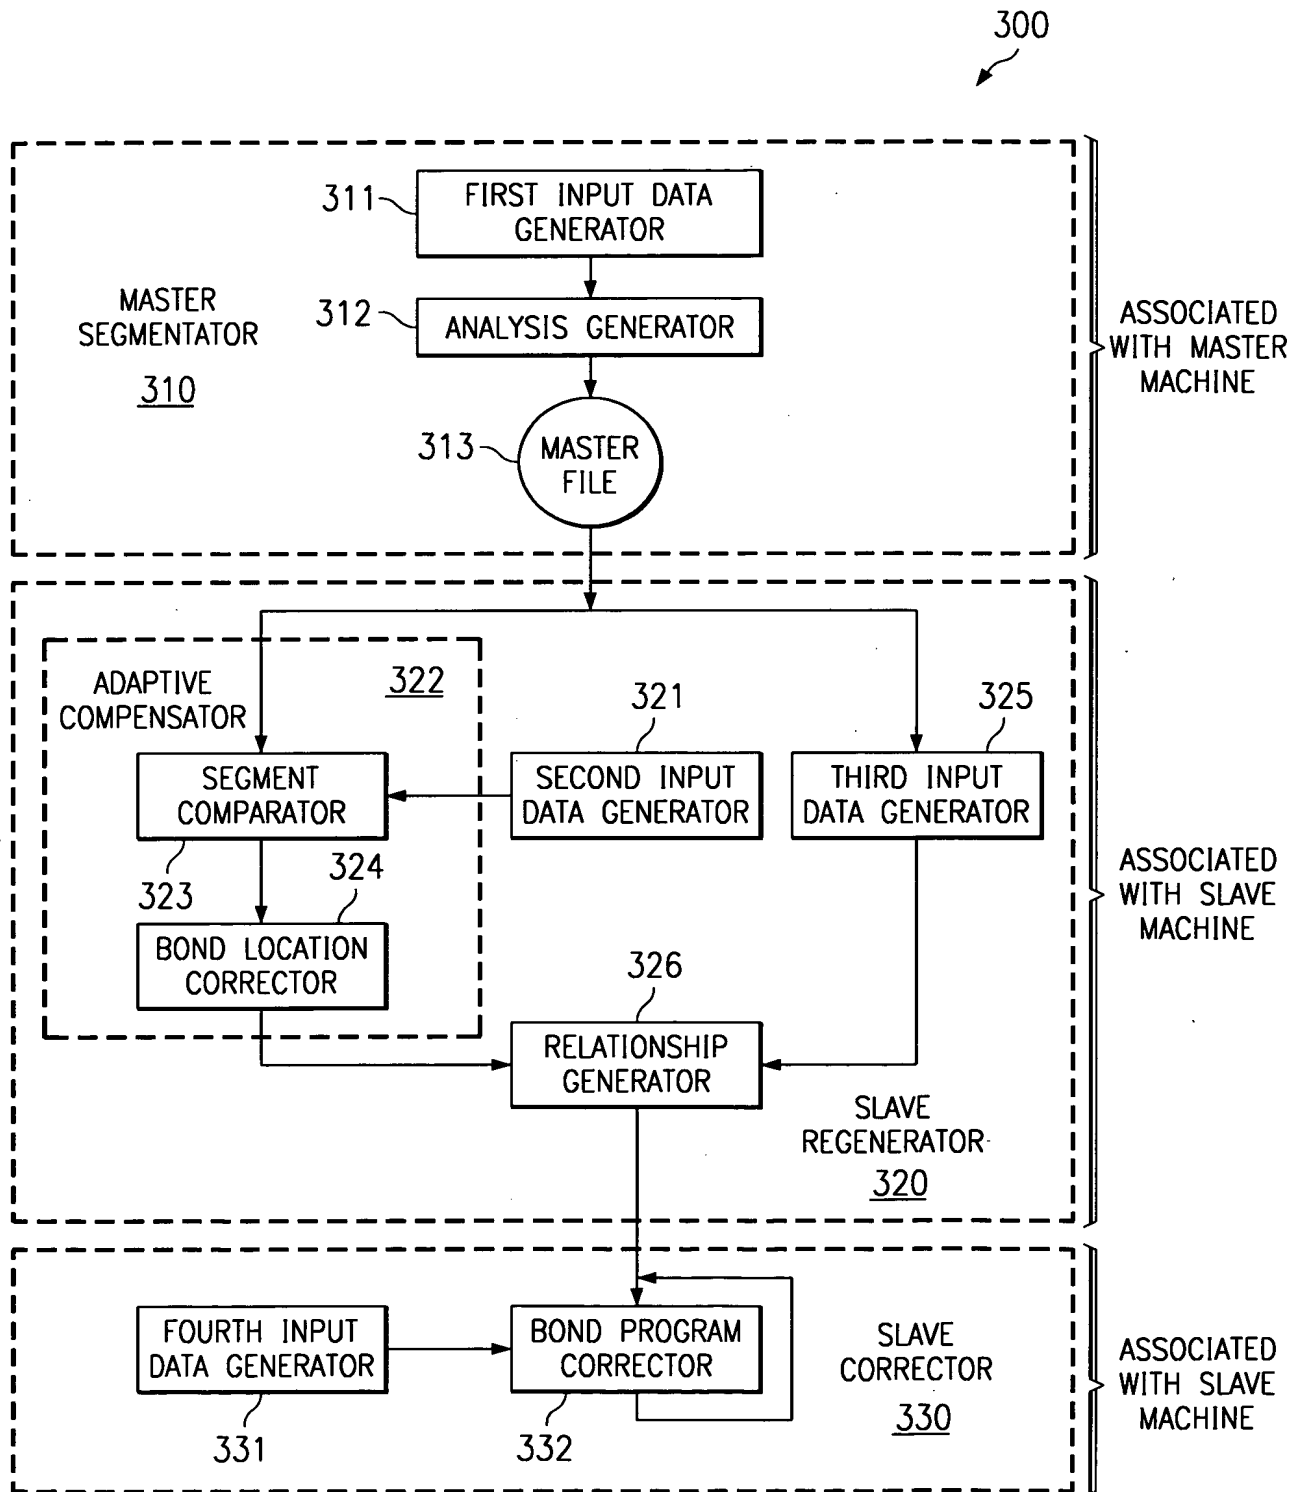 300
311
FIRST INPUT DATA
GENERATOR
MASTER
SEGMENTATOR
310
312
ANALYSIS GENERATOR
313
MASTER
FILE
ASSOCIATED
WITH MASTER
MACHINE
ADAPTIVE
COMPENSATOR
322
321
325
SEGMENT
COMPARATOR
SECOND INPUT
DATA GENERATOR
THIRD INPUT
DATA GENERATOR
323
324
BOND LOCATION
CORRECTOR
326
RELATIONSHIP
GENERATOR
SLAVE
REGENERATOR
320
ASSOCIATED
WITH SLAVE
MACHINE
FOURTH INPUT
DATA GENERATOR
331
BOND PROGRAM
CORRECTOR
332
SLAVE
CORRECTOR
330
ASSOCIATED
WITH SLAVE
MACHINE